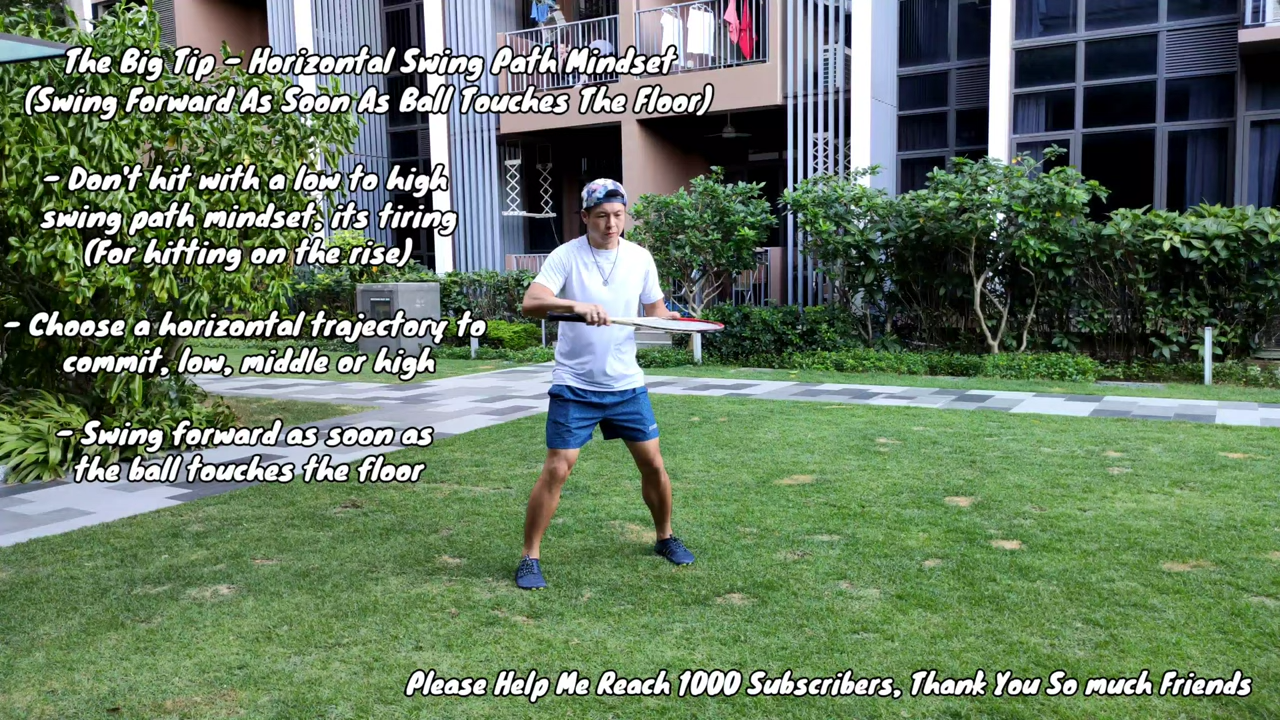 The Big Tip - Horizontal Swing Path Mindset
(Swing Forward As Soon As Ball Touches The Floor)
- Don't hit with a low to high
swing path mindset, its tiring
(For hitting on the rise)
- Choose a horizontal trajectory to
commit, low, middle or high
- Swing forward as soon as
the ball touches the floor
Please Help Me Reach 1000 Subscribers, Thank You So much Friends